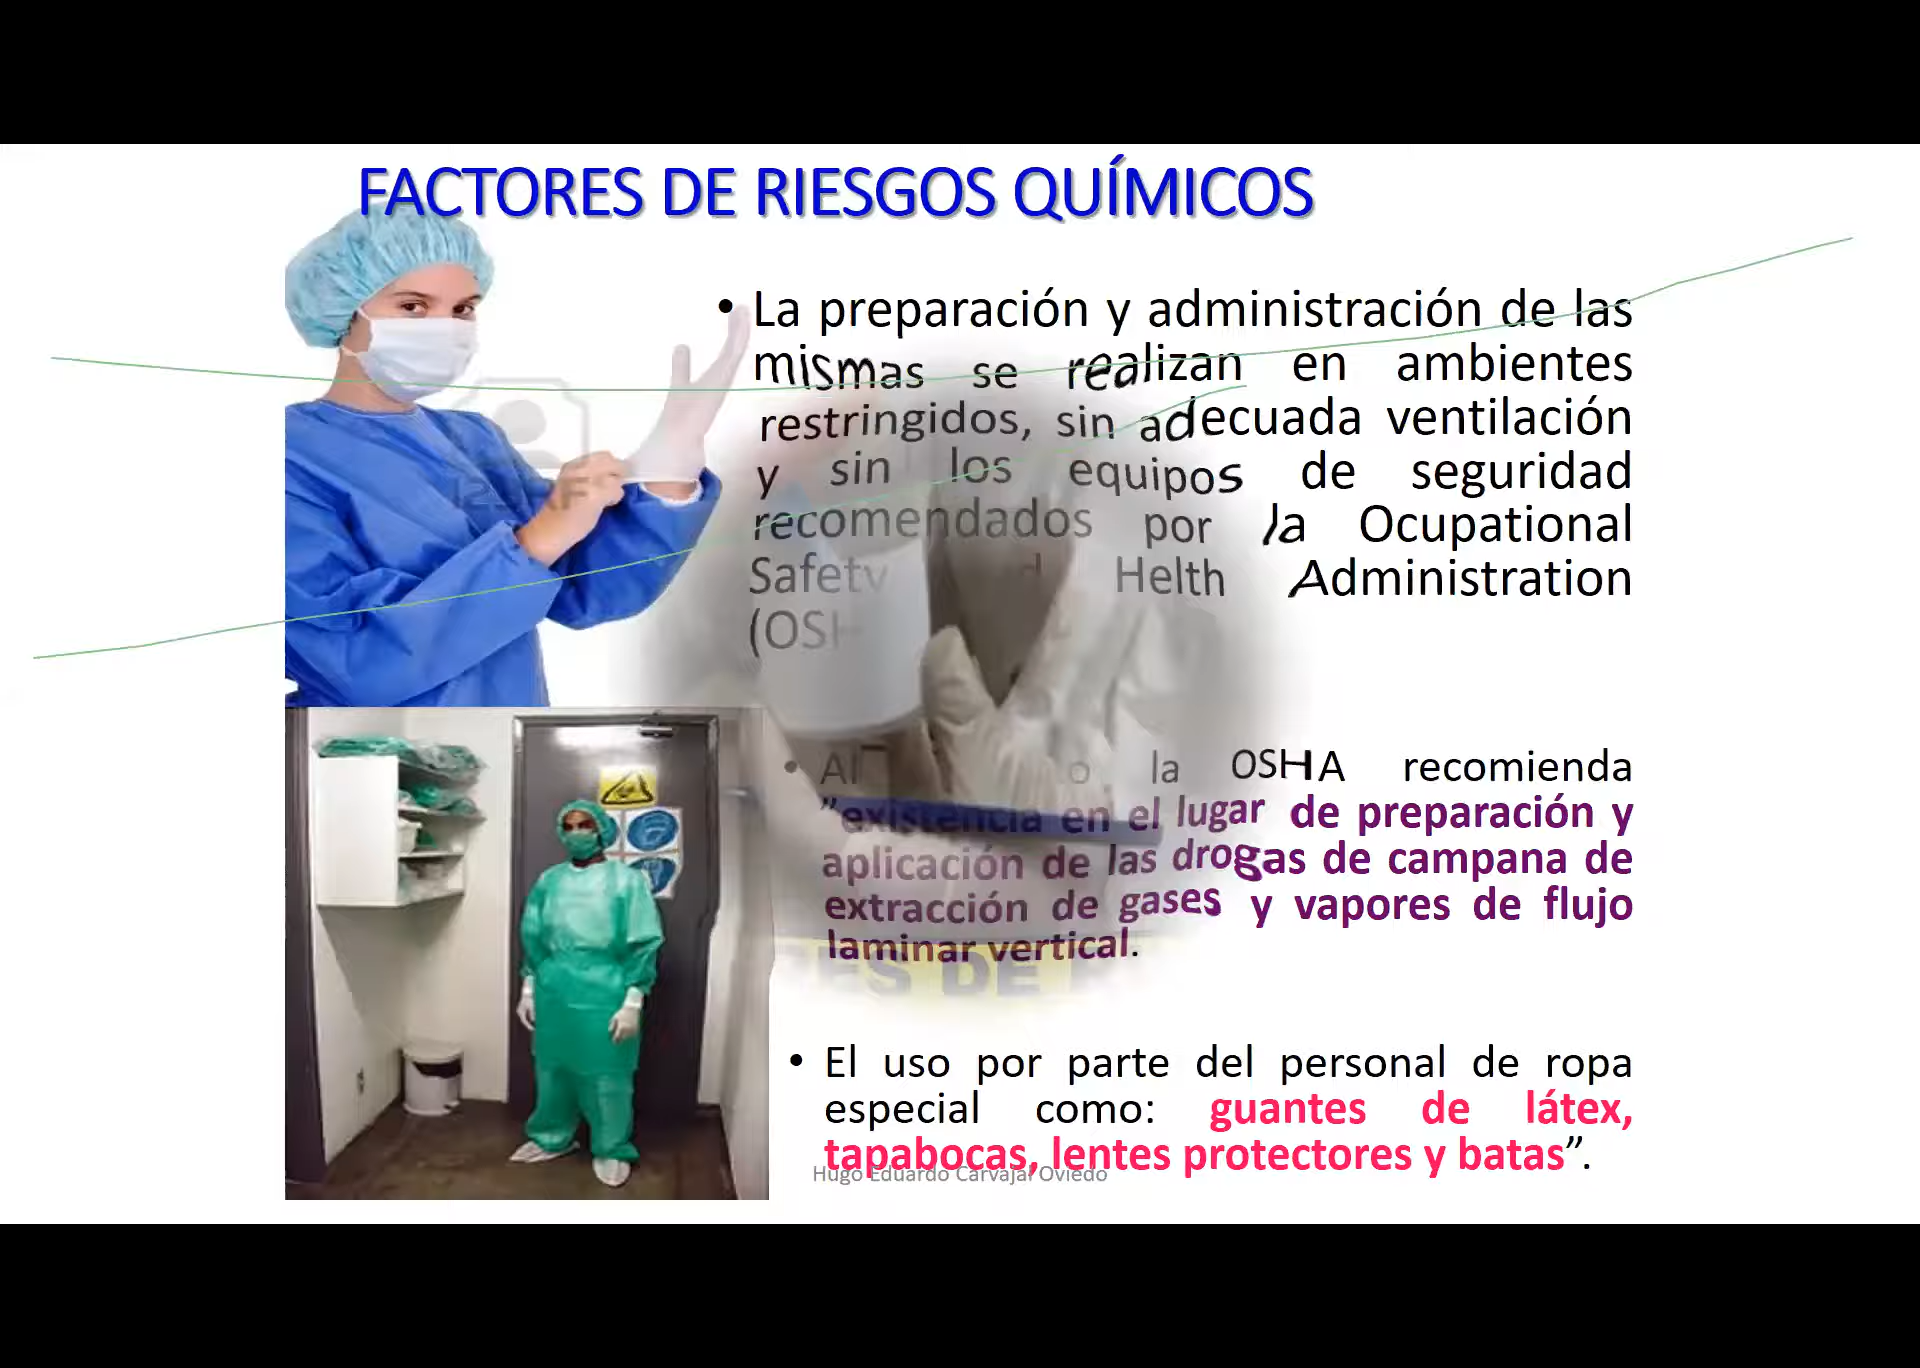 FACTORES DE RIESGOS QUÍMICOS
• La preparación y administración de las
mismas se realizan en ambientes
restringidos, sin adecuada ventilación
y sin los equipos de seguridad
recomendados por la Ocupational
Safety Helth Administration
• la OSHA recomienda
"existencia en el lugar de preparación y
aplicación de las drogas de campana de
extracción de gases y vapores de flujo
laminar vertical.
DE
• El uso por parte del personal de ropa
especial como: guantes de látex,
tapabocas, lentes protectores y batas”.
Hugo Eduardo Carvajal Oviedo